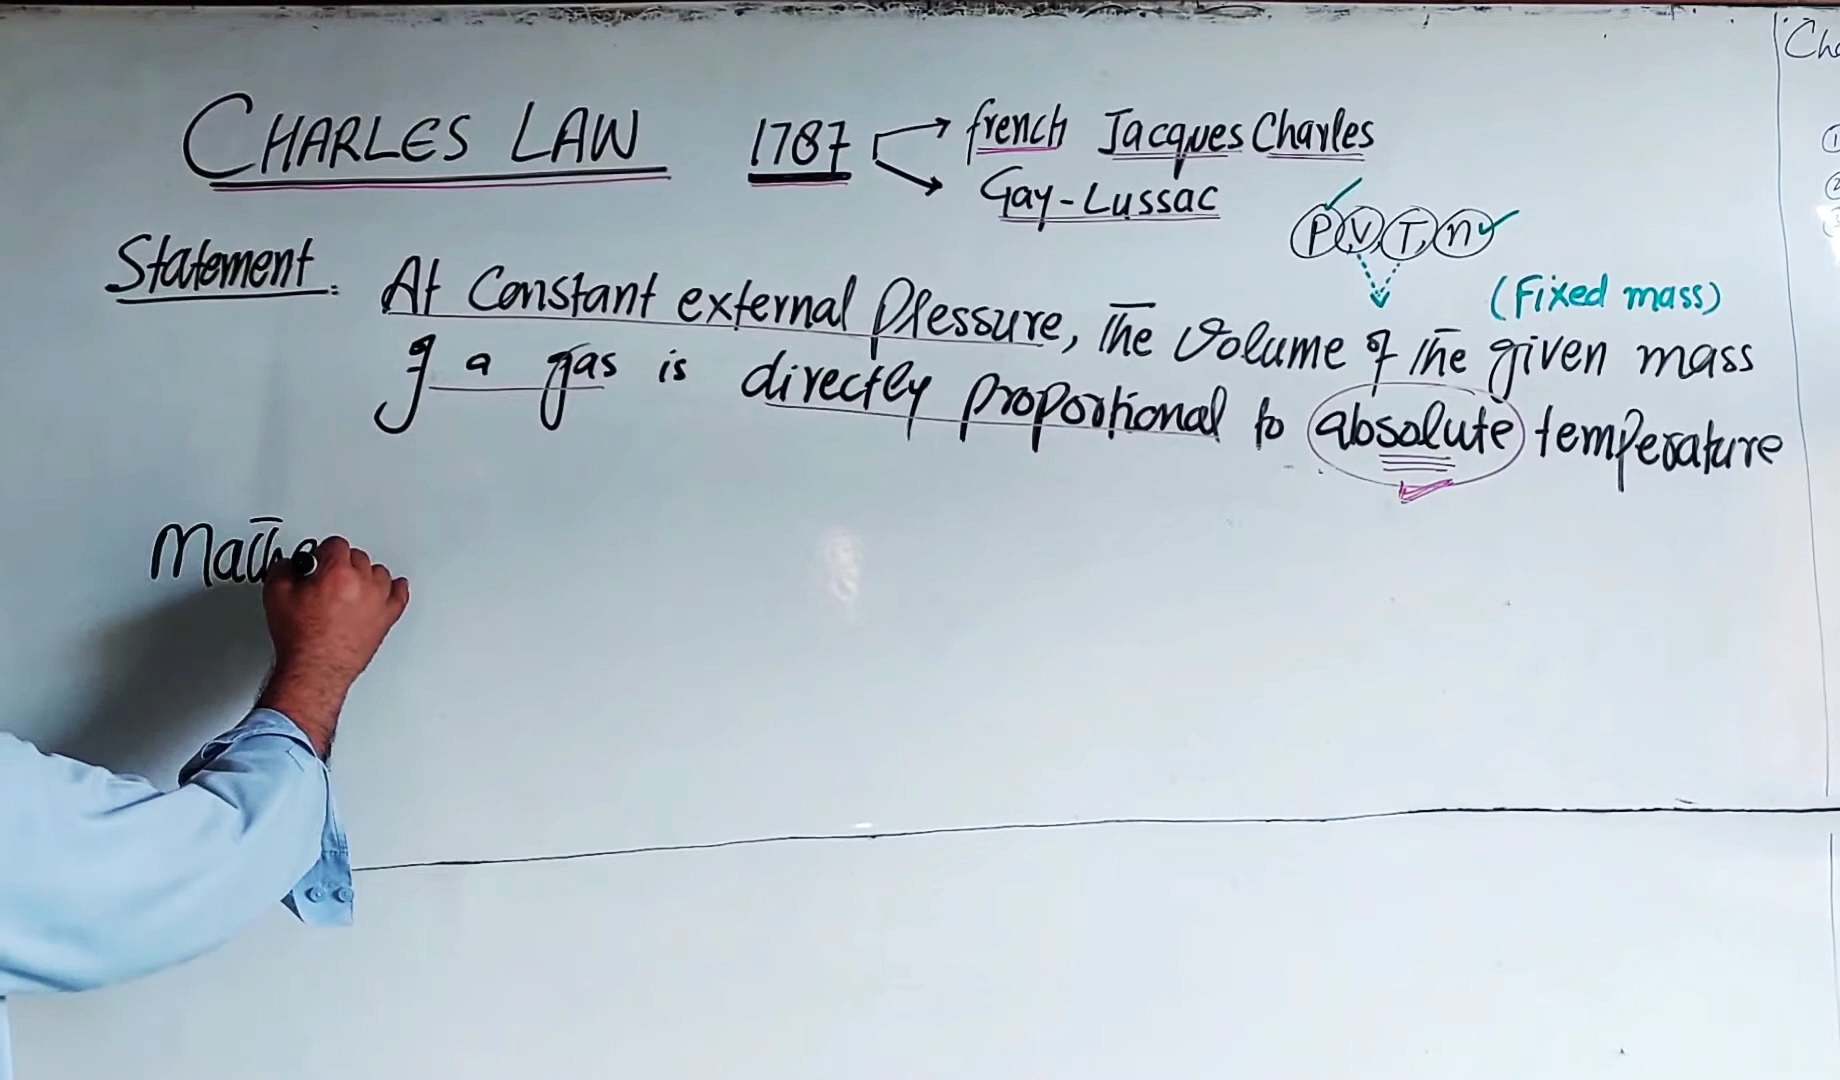 CHARLES LAW 1787 french Jacques Charles
Gay-Lussac
P V T n
Statement: At Constant external Pressure, The Volume of The given mass
(Fixed mass)
of a gas is directly proportional to absolute temperature